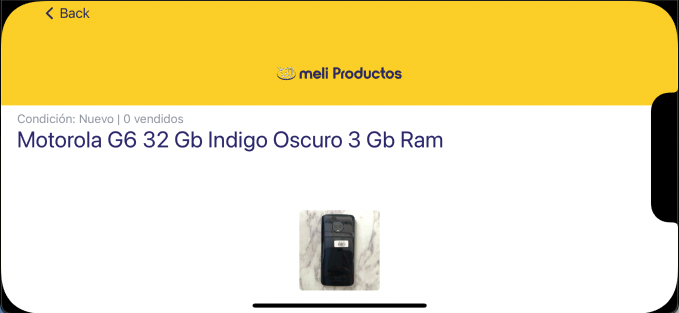 Back
meli Productos
Condición: Nuevo | 0 vendidos
Motorola G6 32 Gb Indigo Oscuro 3 Gb Ram